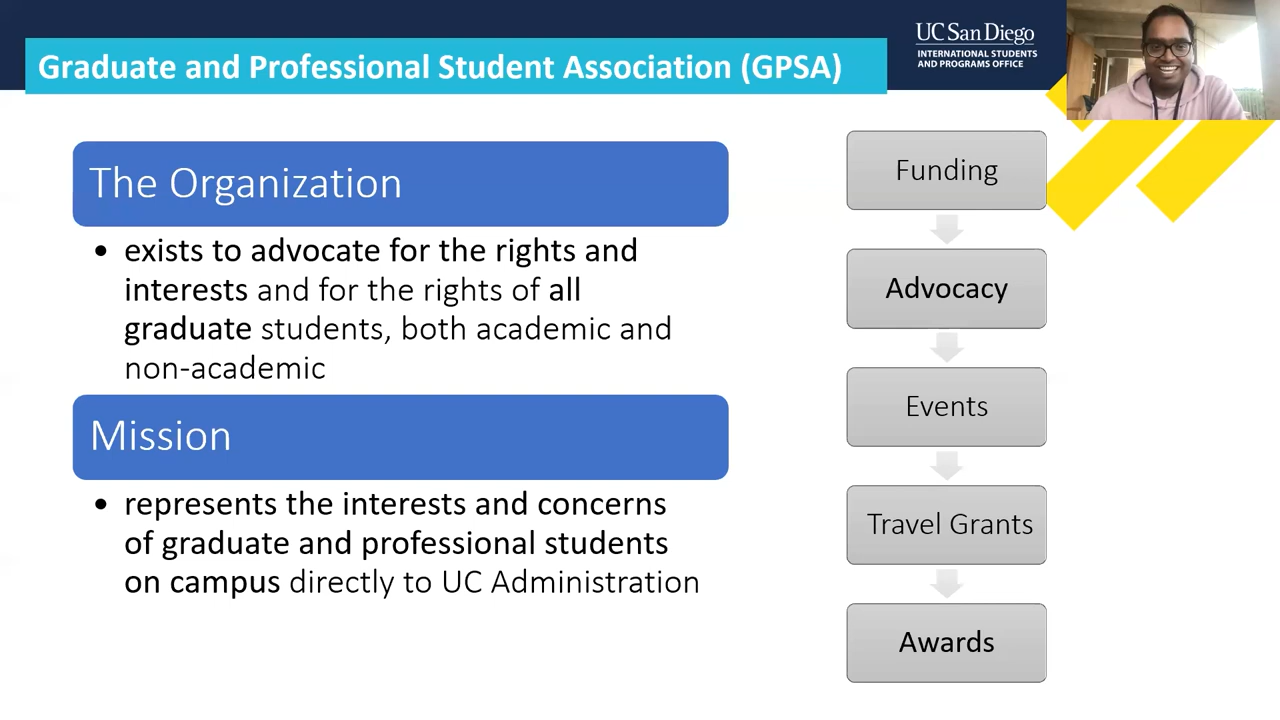 Graduate and Professional Student Association (GPSA)
UC San Diego
INTERNATIONAL STUDENTS
AND PROGRAMS OFFICE
The Organization
• exists to advocate for the rights and
interests and for the rights of all
graduate students, both academic and
non-academic
Mission
• represents the interests and concerns
of graduate and professional students
on campus directly to UC Administration
Funding
Advocacy
Events
Travel Grants
Awards